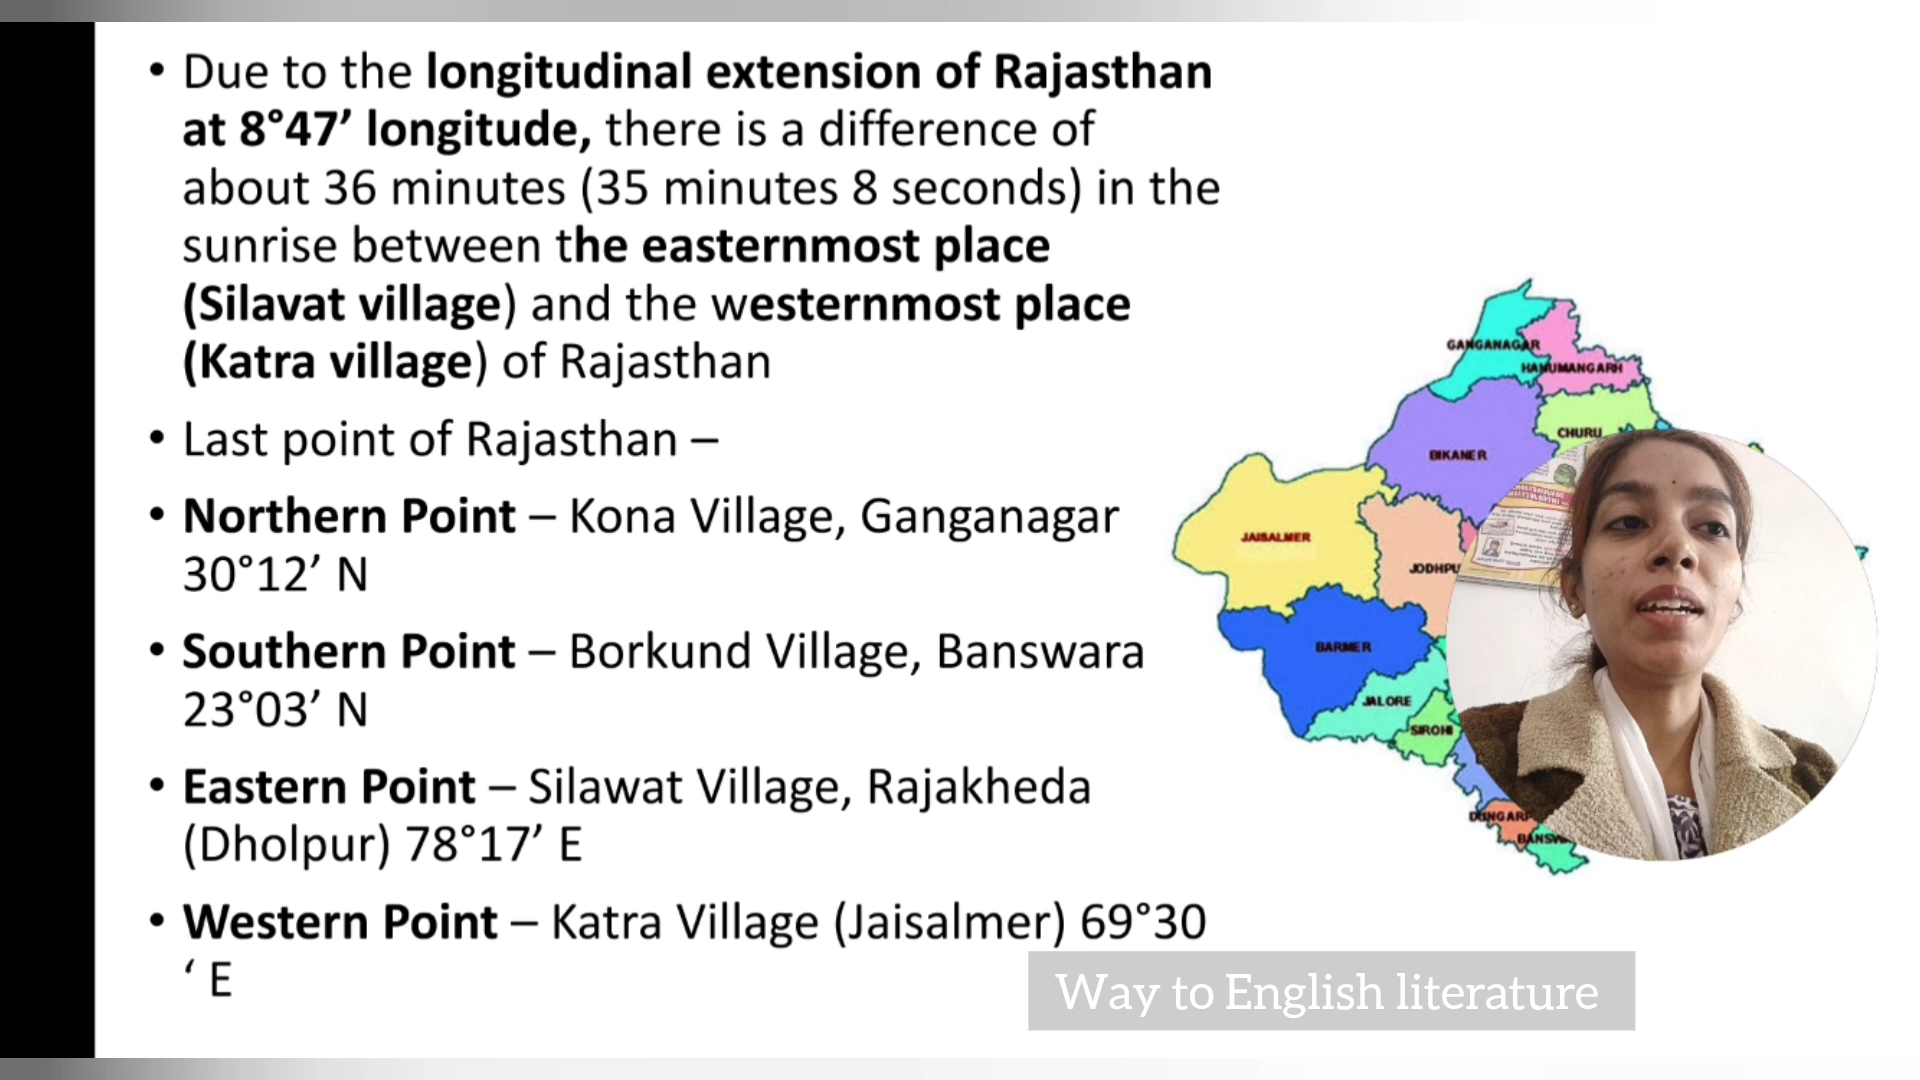 • Due to the longitudinal extension of Rajasthan
at 8°47’ longitude, there is a difference of
about 36 minutes (35 minutes 8 seconds) in the
sunrise between the easternmost place
(Silavat village) and the westernmost place
(Katra village) of Rajasthan
• Last point of Rajasthan –
• Northern Point – Kona Village, Ganganagar
30°12’ N
• Southern Point – Borkund Village, Banswara
23°03’ N
• Eastern Point – Silawat Village, Rajakheda
(Dholpur) 78°17’ E
• Western Point – Katra Village (Jaisalmer) 69°30
‘ E
GANGANAGAR
HANUMANGARH
CHURU
BIKANER
JAISALMER
JODHPU
BARMER
JALORE
SIROHI
DUNGARP
BANSW
Way to English literature